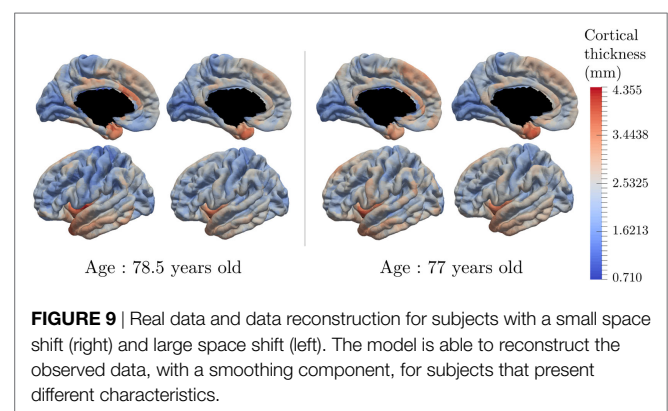 Cortical
thickness
(mm)
4.355
3.4438
2.5325
1.6213
0.710
Age : 78.5 years old
Age : 77 years old
FIGURE 9 | Real data and data reconstruction for subjects with a small space
shift (right) and large space shift (left). The model is able to reconstruct the
observed data, with a smoothing component, for subjects that present
different characteristics.